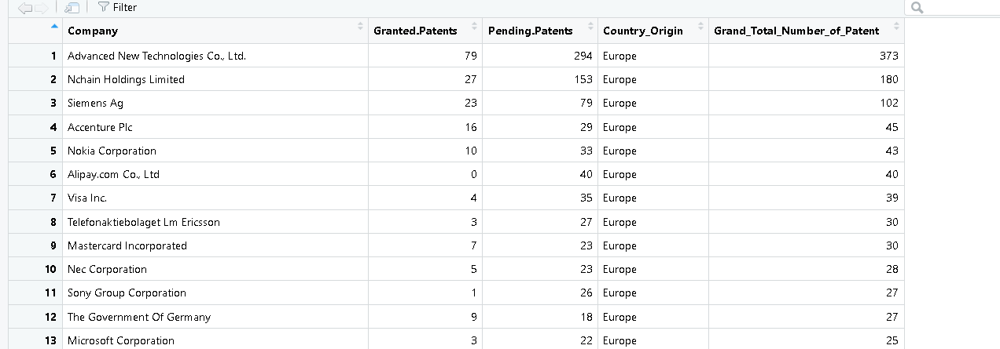 Filter
Company Granted.Patents Pending.Patents Country_Origin Grand_Total_Number_of_Patent
1 Advanced New Technologies Co., Ltd. 79 294 Europe 373
2 Nchain Holdings Limited 27 153 Europe 180
3 Siemens Ag 23 79 Europe 102
4 Accenture Plc 16 29 Europe 45
5 Nokia Corporation 10 33 Europe 43
6 Alipay.com Co., Ltd 0 40 Europe 40
7 Visa Inc. 4 35 Europe 39
8 Telefonaktiebolaget Lm Ericsson 3 27 Europe 30
9 Mastercard Incorporated 7 23 Europe 30
10 Nec Corporation 5 23 Europe 28
11 Sony Group Corporation 1 26 Europe 27
12 The Government Of Germany 9 18 Europe 27
13 Microsoft Corporation 3 22 Europe 25